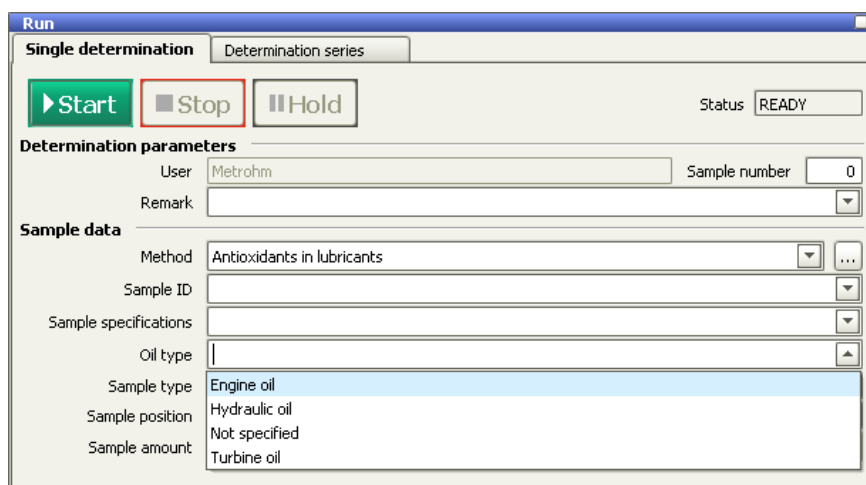 Run
Single determination Determination series
Start Stop Hold Status READY
Determination parameters
User Metrohm Sample number 0
Remark
Sample data
Method Antioxidants in lubricants ...
Sample ID
Sample specifications
Oil type
Sample type Engine oil
Sample position Hydraulic oil
Not specified
Sample amount Turbine oil